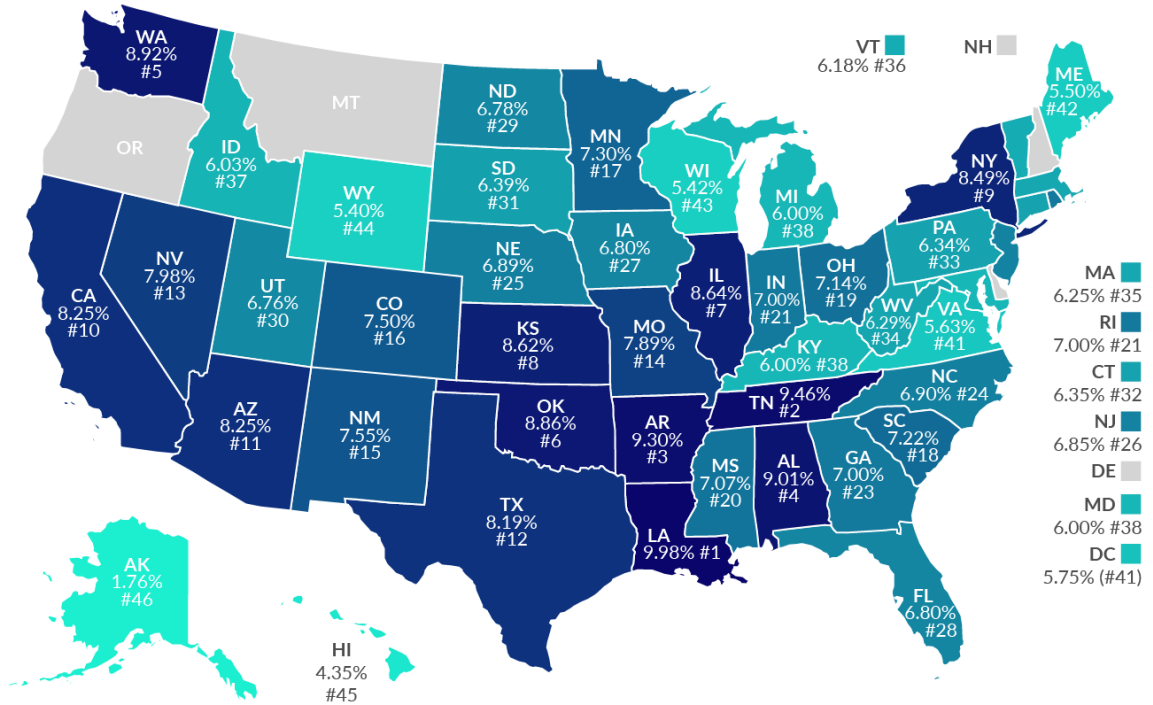 WA
8.92%
#5
VT
6.18% #36
NH
ME
5.50%
#42
MT
ND
6.78%
#29
MN
7.30%
#17
OR
ID
6.03%
#37
SD
6.39%
#31
WI
5.42%
#43
NY
8.49%
#9
WY
5.40%
#44
MI
6.00%
#38
IA
6.80%
#27
PA
6.34%
#33
NV
7.98%
#13
UT
6.76%
#30
NE
6.89%
#25
IL
8.64%
#7
IN
7.00%
#21
OH
7.14%
#19
MA
6.25% #35
CA
8.25%
#10
CO
7.50%
#16
KS
8.62%
#8
MO
7.89%
#14
WV
6.29%
#34
VA
5.63%
#41
RI
7.00% #21
KY
6.00% #38
CT
6.35% #32
NC
6.90% #24
AZ
8.25%
#11
NM
7.55%
#15
OK
8.86%
#6
AR
9.30%
#3
TN 9.46%
#2
SC
7.22%
#18
NJ
6.85% #26
MS
7.07%
#20
AL
9.01%
#4
GA
7.00%
#23
DE
TX
8.19%
#12
LA
9.98% #1
MD
6.00% #38
DC
5.75% (#41)
AK
1.76%
#46
FL
6.80%
#28
HI
4.35%
#45